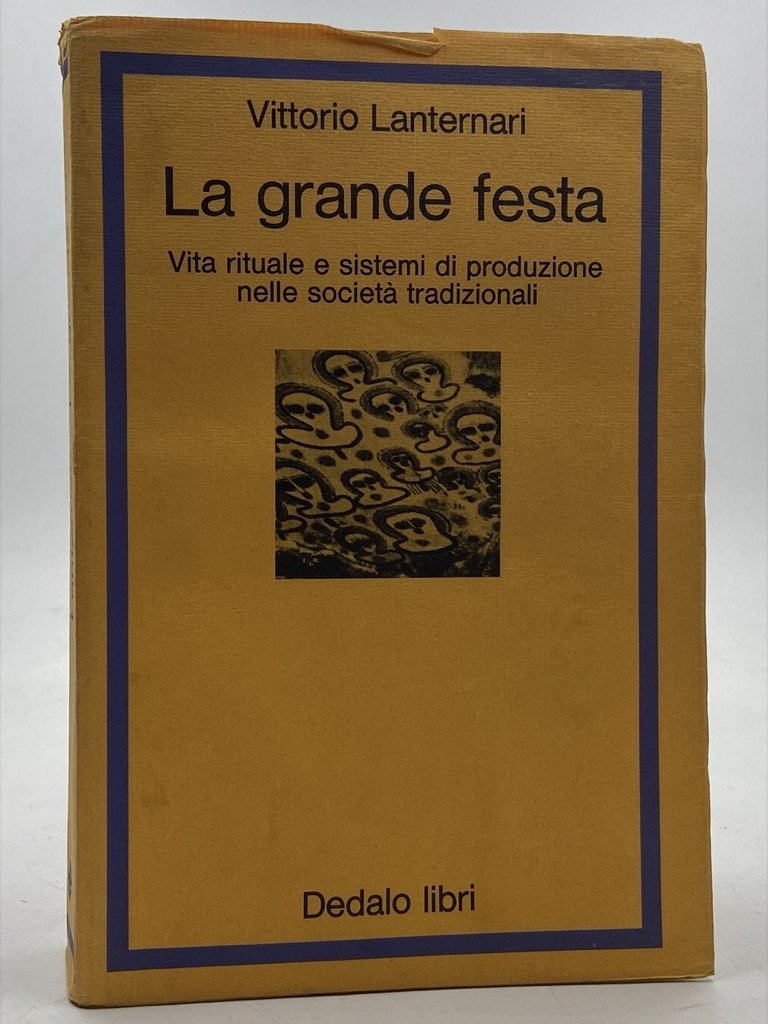 Vittorio Lanternari
La grande festa
Vita rituale e sistemi di produzione
nelle società tradizionali
Dedalo libri